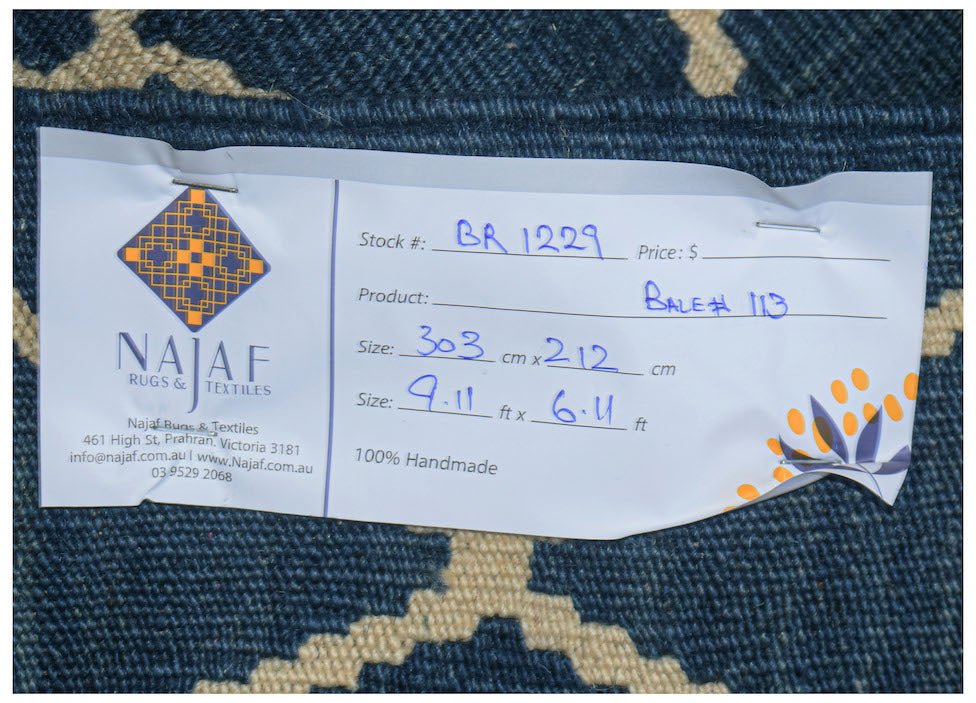 NAJAF
RUGS & TEXTILES
Najaf Rugs & Textiles
461 High St, Prahran, Victoria 3181
info@najaf.com.au | www.Najaf.com.au
03 9529 2068
Stock #: BR 1229 Price: $
Product: BALE# 113
Size: 303 cm x 212 cm
Size: 9.11 ft x 6.11 ft
100% Handmade